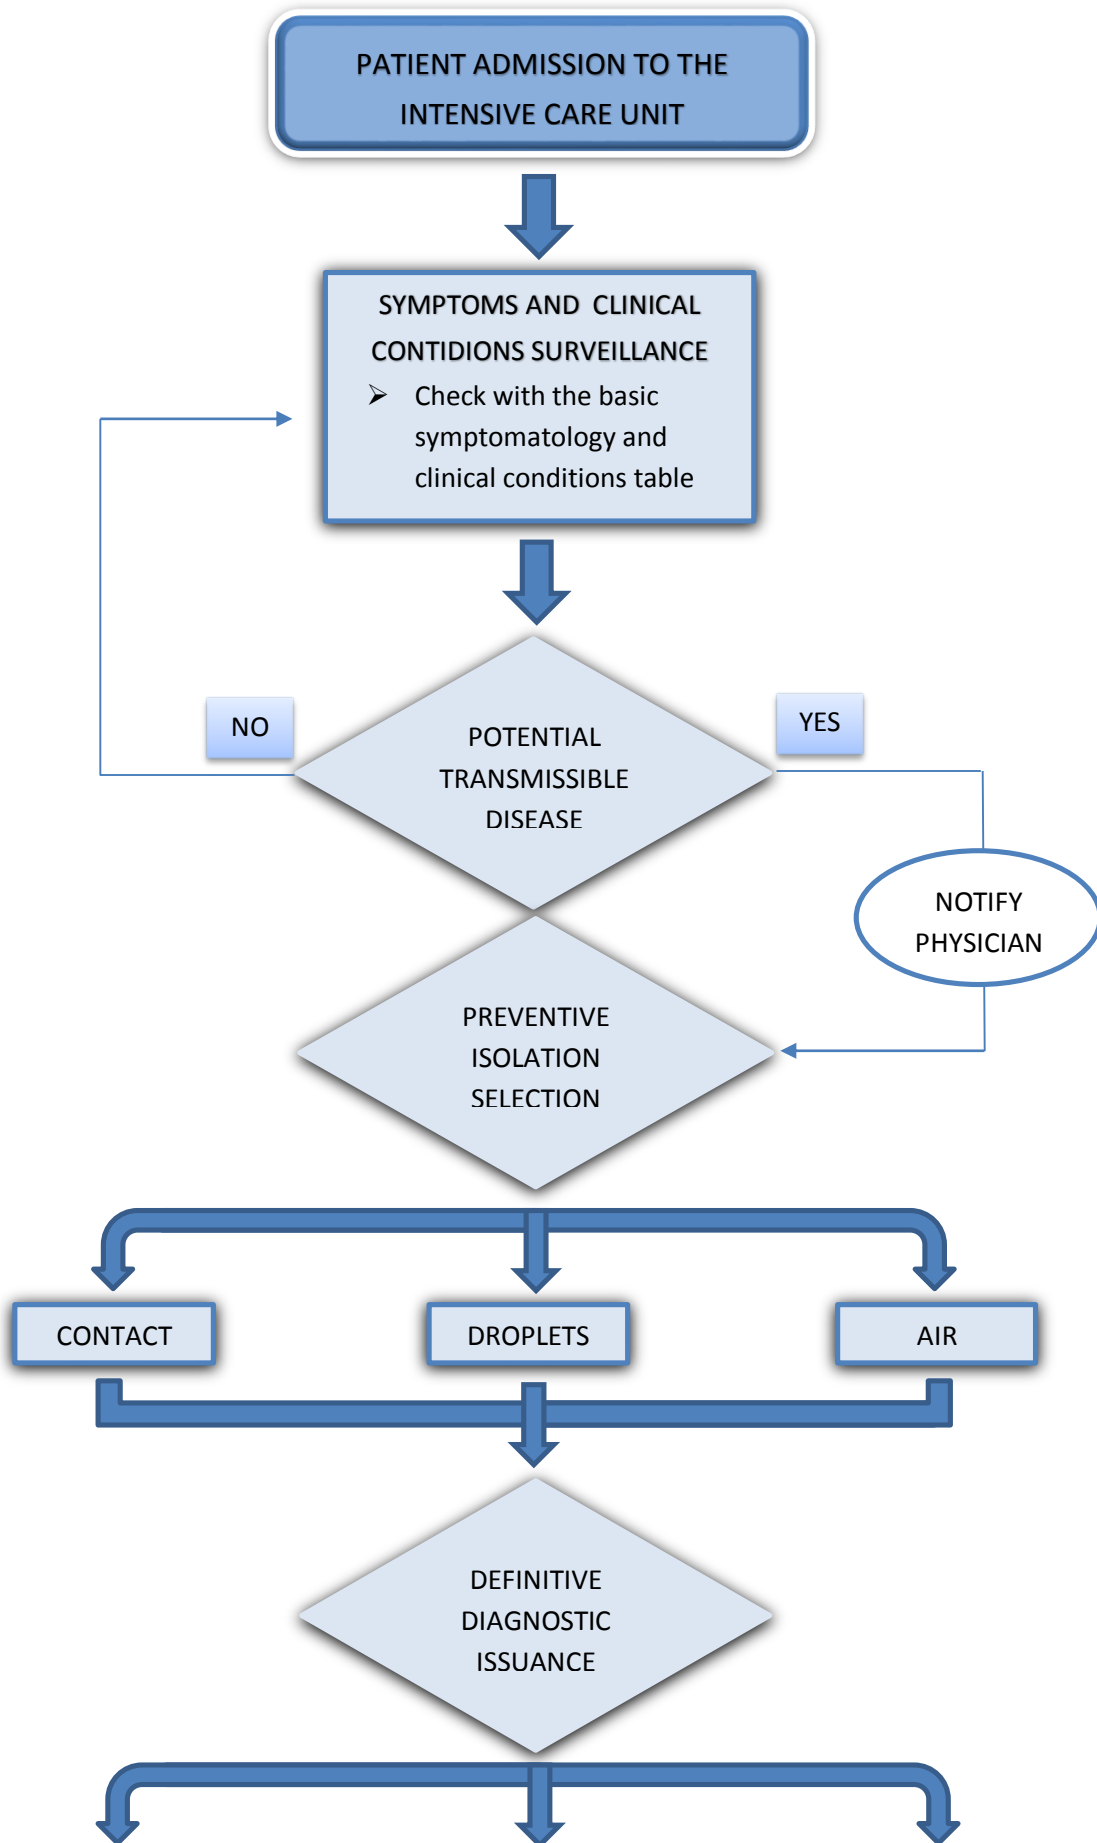 PATIENT ADMISSION TO THE
INTENSIVE CARE UNIT
SYMPTOMS AND CLINICAL
CONTIDIONS SURVEILLANCE
➢ Check with the basic
symptomatology and
clinical conditions table
NO
YES
POTENTIAL
TRANSMISSIBLE
DISEASE
NOTIFY
PHYSICIAN
PREVENTIVE
ISOLATION
SELECTION
CONTACT
DROPLETS
AIR
DEFINITIVE
DIAGNOSTIC
ISSUANCE